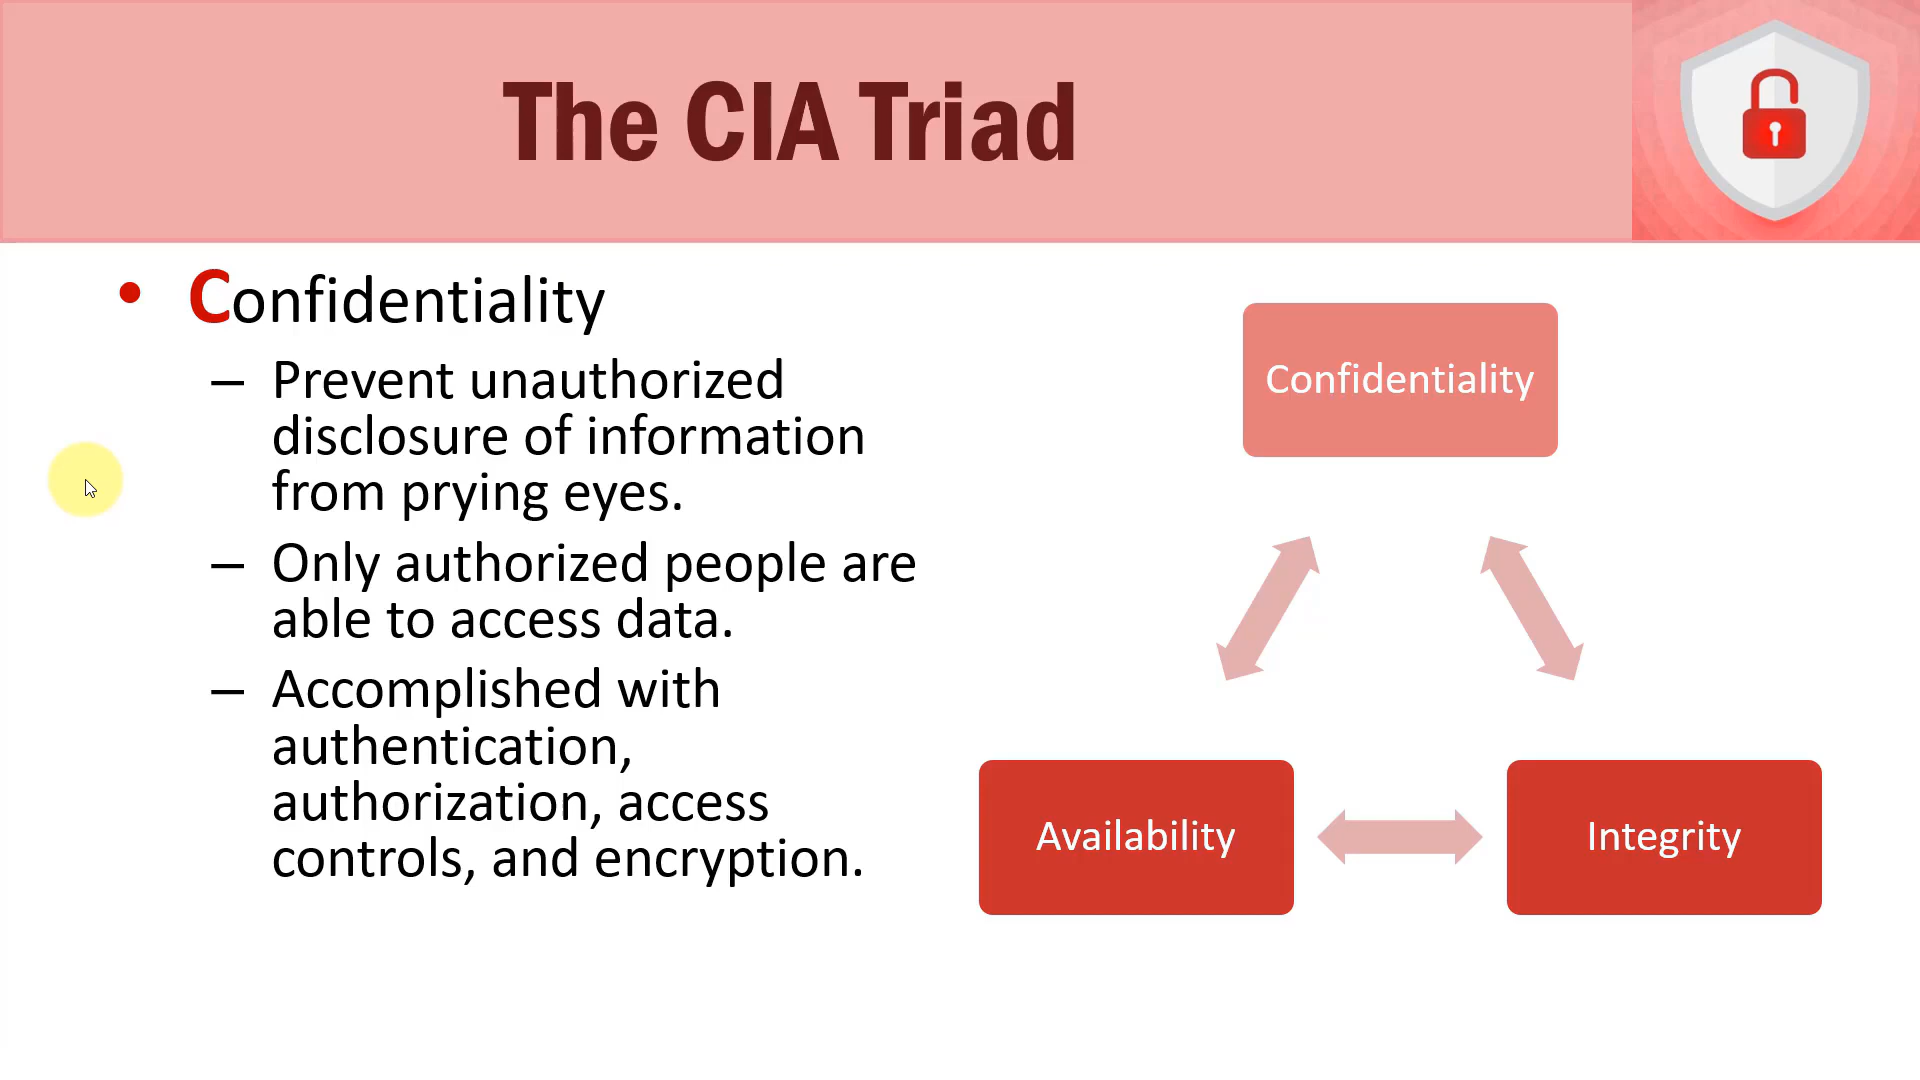 The CIA Triad
• Confidentiality
– Prevent unauthorized
disclosure of information
from prying eyes.
– Only authorized people are
able to access data.
– Accomplished with
authentication,
authorization, access
controls, and encryption.
Confidentiality
Availability
Integrity